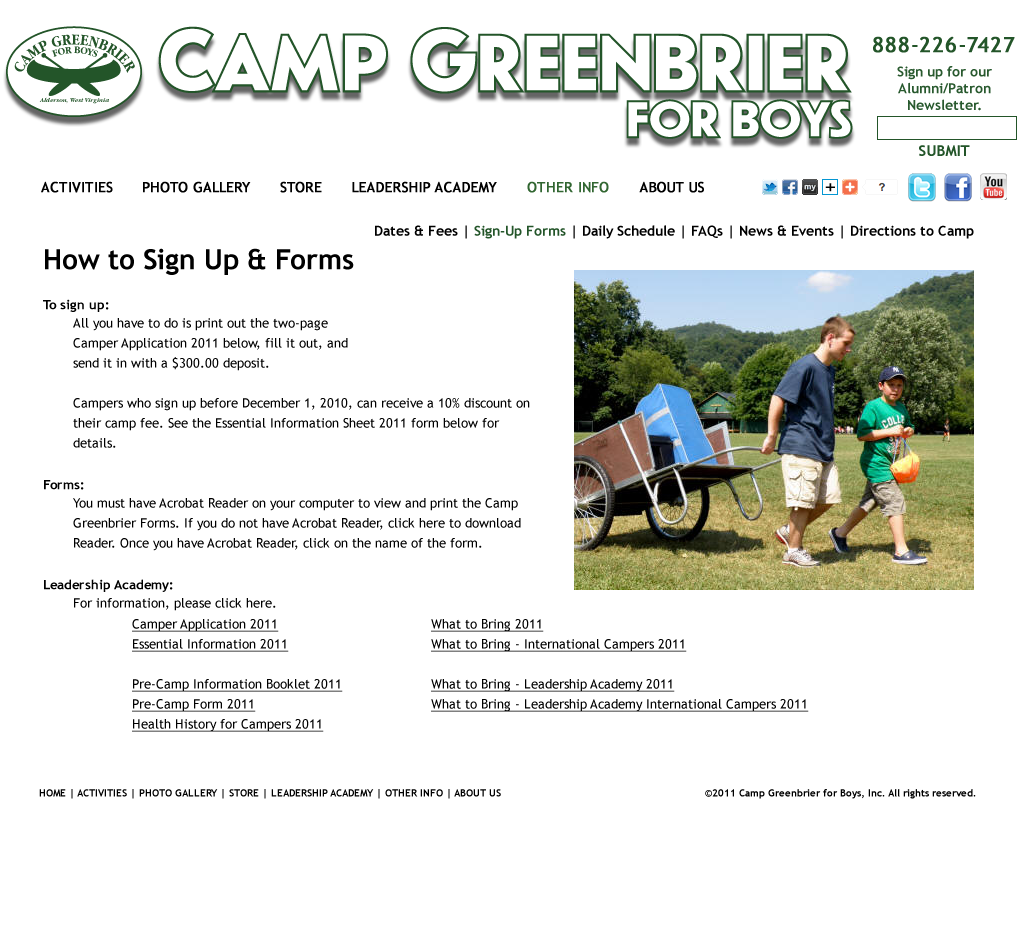 CAMP GREENBRIER
FOR BOYS
Alderson, West Virginia
CAMP GREENBRIER
FOR BOYS
888-226-7427
Sign up for our
Alumni/Patron
Newsletter.
SUBMIT
ACTIVITIES PHOTO GALLERY STORE LEADERSHIP ACADEMY OTHER INFO ABOUT US
my ? You Tube
Dates & Fees | Sign-Up Forms | Daily Schedule | FAQs | News & Events | Directions to Camp
How to Sign Up & Forms
To sign up:
All you have to do is print out the two-page
Camper Application 2011 below, fill it out, and
send it in with a $300.00 deposit.
Campers who sign up before December 1, 2010, can receive a 10% discount on
their camp fee. See the Essential Information Sheet 2011 form below for
details.
Forms:
You must have Acrobat Reader on your computer to view and print the Camp
Greenbrier Forms. If you do not have Acrobat Reader, click here to download
Reader. Once you have Acrobat Reader, click on the name of the form.
Leadership Academy:
For information, please click here.
Camper Application 2011 What to Bring 2011
Essential Information 2011 What to Bring - International Campers 2011
Pre-Camp Information Booklet 2011 What to Bring - Leadership Academy 2011
Pre-Camp Form 2011 What to Bring - Leadership Academy International Campers 2011
Health History for Campers 2011
HOME | ACTIVITIES | PHOTO GALLERY | STORE | LEADERSHIP ACADEMY | OTHER INFO | ABOUT US
©2011 Camp Greenbrier for Boys, Inc. All rights reserved.